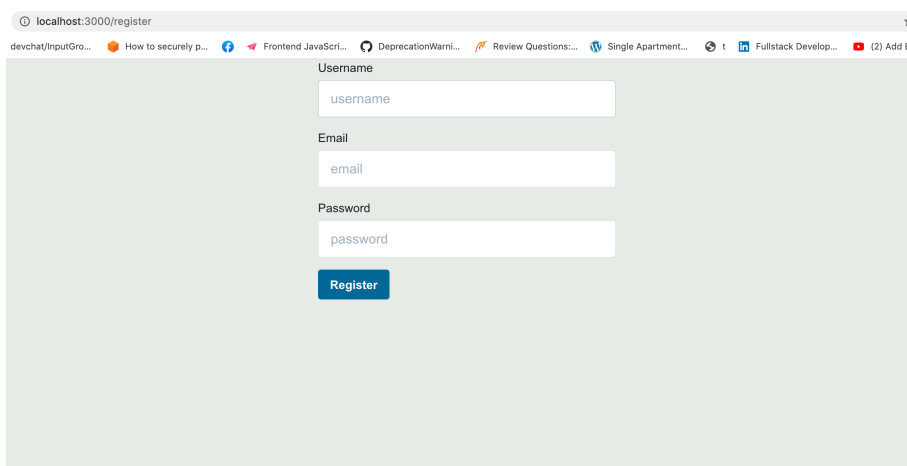 localhost:3000/register
devchat/InputGro... How to securely p... Frontend JavaScri... DeprecationWarni... Review Questions:... Single Apartment... t Fullstack Develop... (2) Add
Username
username
Email
email
Password
password
Register